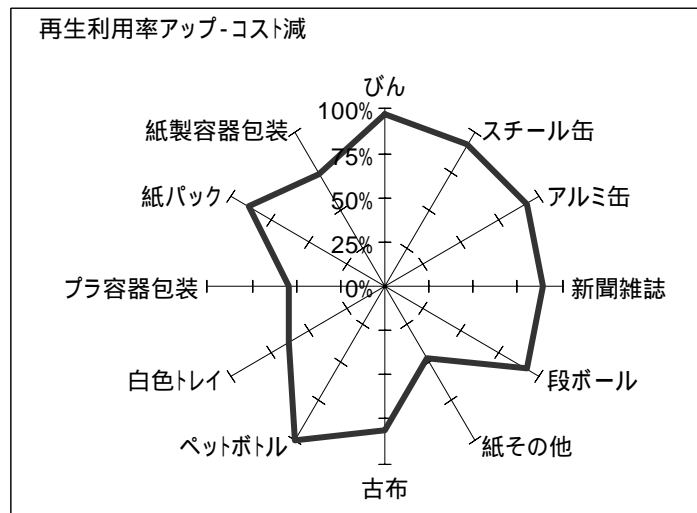 再生利用率アップ-コスト減
びん
100%
75%
50%
25%
0%
スチール缶
アルミ缶
新聞雑誌
段ボール
紙その他
古布
ペットボトル
白色トレイ
プラ容器包装
紙パック
紙製容器包装